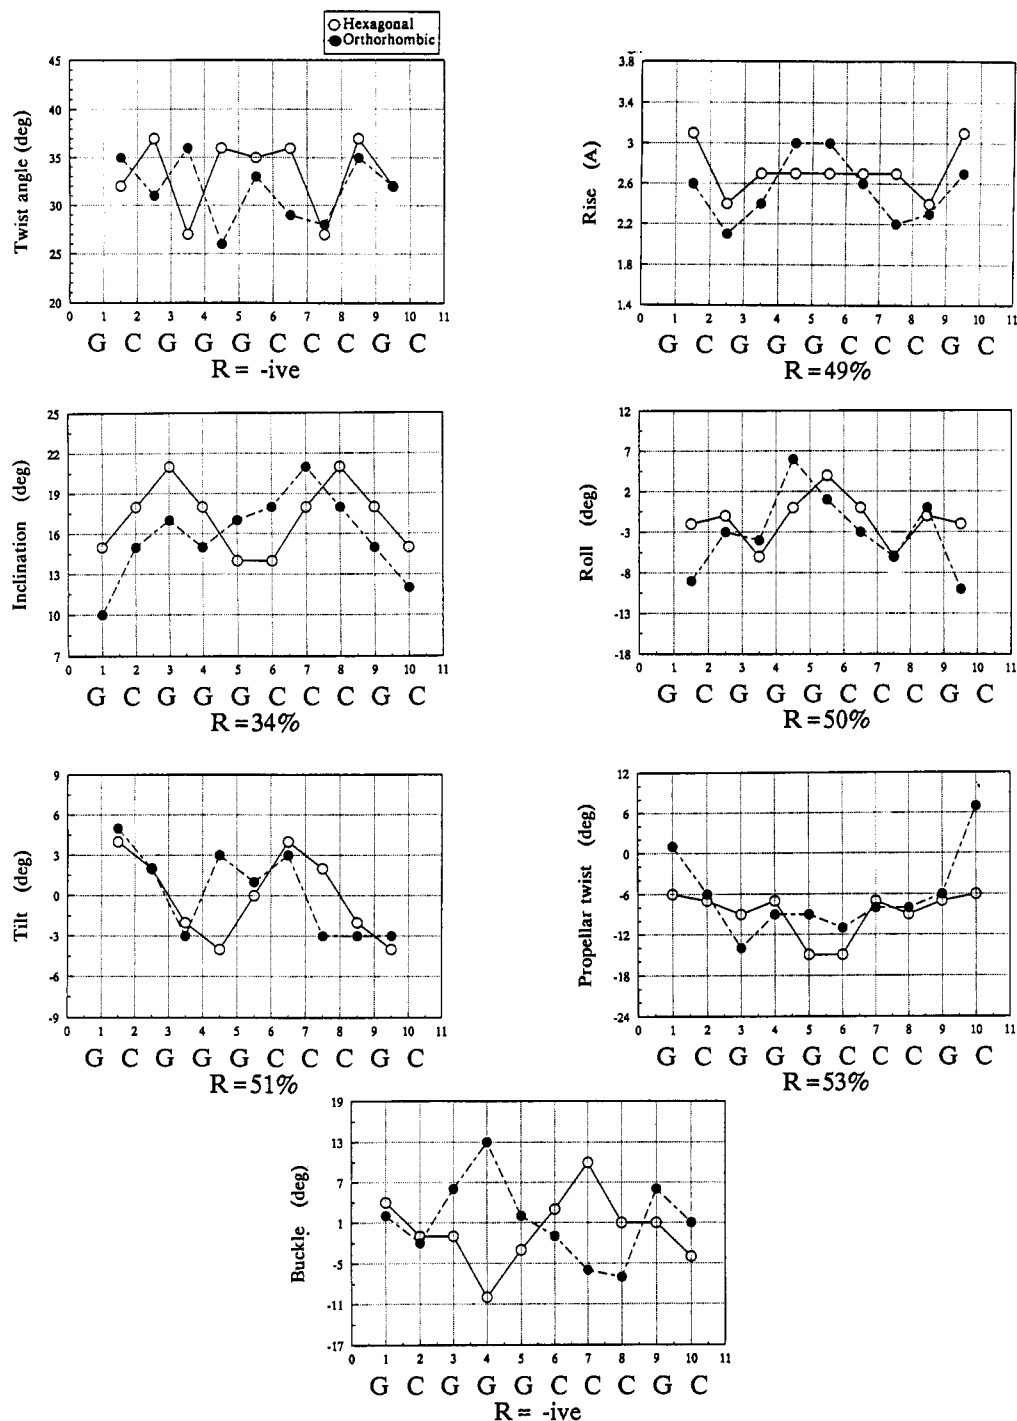 Hexagonal
Orthorhombic
Twist angle (deg)
45
40
35
30
25
20
0 1 2 3 4 5 6 7 8 9 10 11
G C G G G C C C G C
R = -ive
Rise (A)
3.8
3.4
3
2.6
2.2
1.8
1.4
0 1 2 3 4 5 6 7 8 9 10 11
G C G G G C C C G C
R=49%
Inclination (deg)
25
22
19
16
13
10
7
0 1 2 3 4 5 6 7 8 9 10 11
G C G G G C C C G C
R=34%
Roll (deg)
12
7
2
-3
-8
-13
-18
0 1 2 3 4 5 6 7 8 9 10 11
G C G G G C C C G C
R=50%
Tilt (deg)
9
6
3
0
-3
-6
-9
0 1 2 3 4 5 6 7 8 9 10 11
G C G G G C C C G C
R=51%
Propellar twist (deg)
12
6
0
-6
-12
-18
-24
0 1 2 3 4 5 6 7 8 9 10 11
G C G G G C C C G C
R=53%
Buckle (deg)
19
13
7
1
-5
-11
-17
0 1 2 3 4 5 6 7 8 9 10 11
G C G G G C C C G C
R = -ive